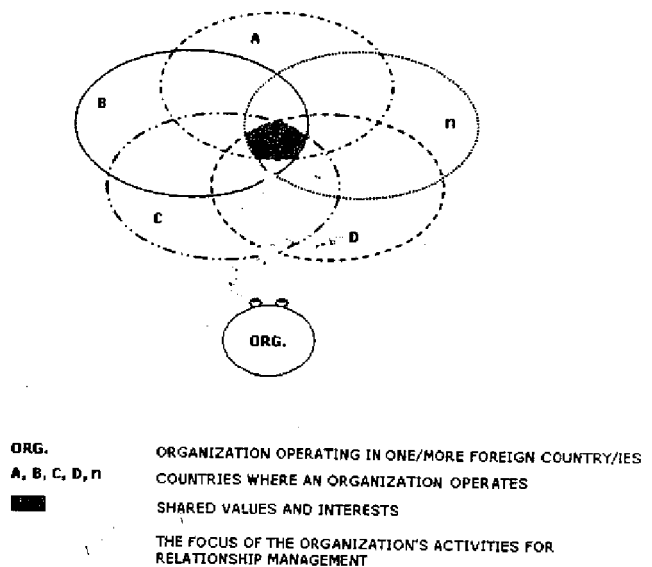 A
B
n
C
D
ORG.
ORG. ORGANIZATION OPERATING IN ONE/MORE FOREIGN COUNTRY/IES
A, B, C, D, n COUNTRIES WHERE AN ORGANIZATION OPERATES
SHARED VALUES AND INTERESTS
THE FOCUS OF THE ORGANIZATION'S ACTIVITIES FOR
RELATIONSHIP MANAGEMENT